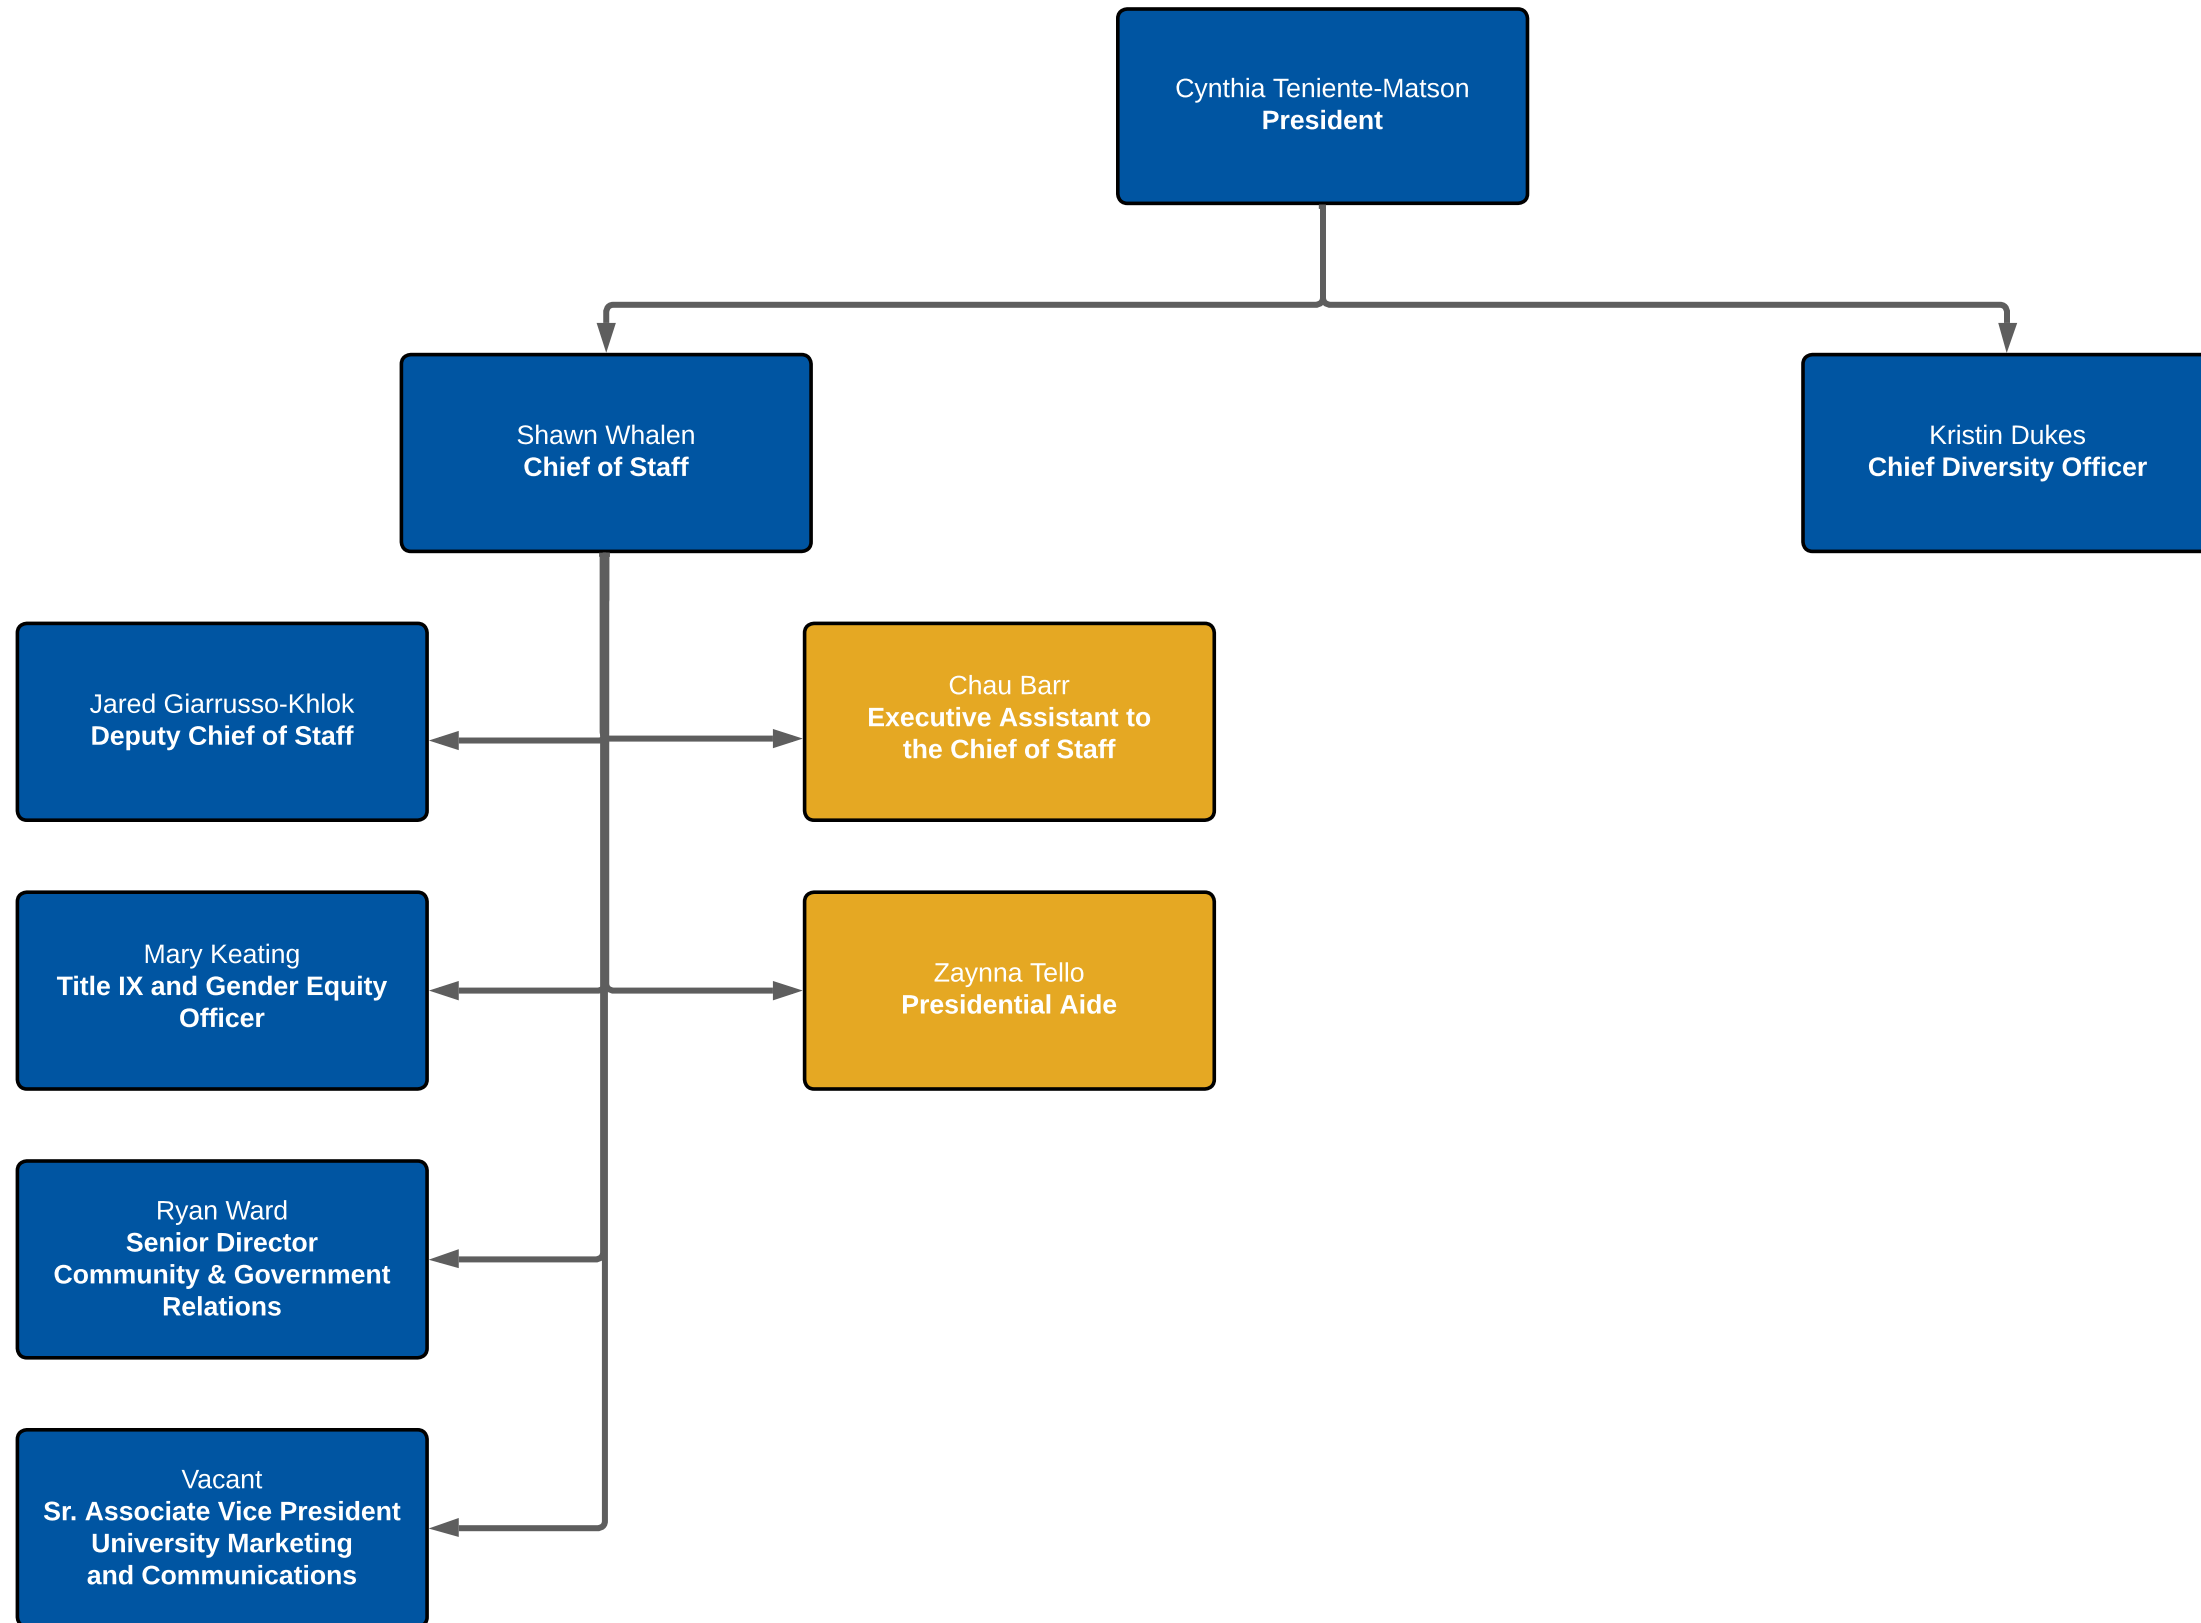 Cynthia Teniente-Matson
President
Shawn Whalen
Chief of Staff
Kristin Dukes
Chief Diversity Officer
Jared Giarrusso-Khlok
Deputy Chief of Staff
Chau Barr
Executive Assistant to
the Chief of Staff
Mary Keating
Title IX and Gender Equity
Officer
Zaynna Tello
Presidential Aide
Ryan Ward
Senior Director
Community & Government
Relations
Vacant
Sr. Associate Vice President
University Marketing
and Communications